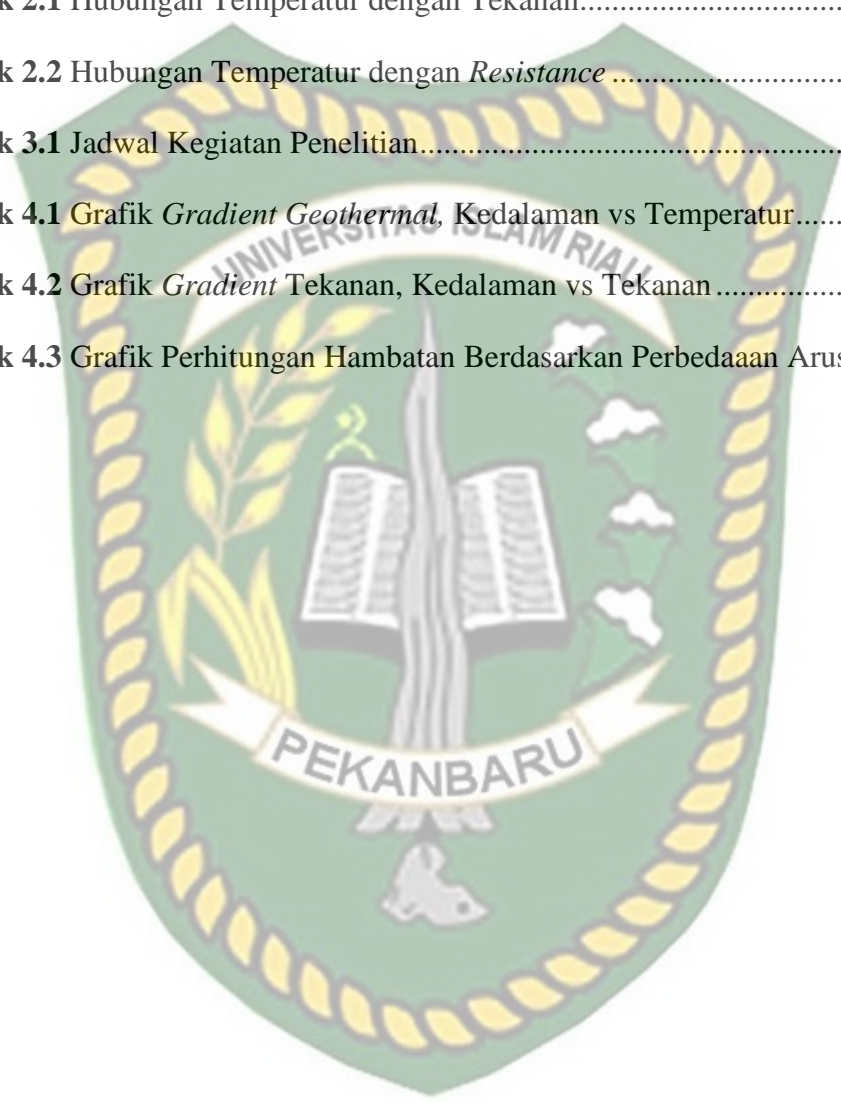 k 2.1 Hubungan Temperatur dengan Tekanan..............................
k 2.2 Hubungan Temperatur dengan Resistance ..............................
k 3.1 Jadwal Kegiatan Penelitian..............................
k 4.1 Grafik Gradient Geothermal, Kedalaman vs Temperatur......
k 4.2 Grafik Gradient Tekanan, Kedalaman vs Tekanan ................
k 4.3 Grafik Perhitungan Hambatan Berdasarkan Perbedaaan Arus
UNIVERSITAS ISLAM RIAU
PEKANBARU